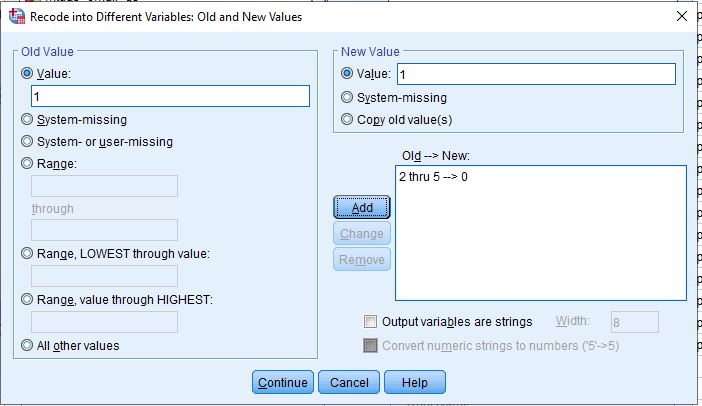 Recode into Different Variables: Old and New Values
Old Value
Value:
1
System-missing
System- or user-missing
Range:
through
Range, LOWEST through value:
Range, value through HIGHEST:
All other values
New Value
Value: 1
System-missing
Copy old value(s)
Old --> New:
2 thru 5 --> 0
Add
Change
Remove
Output variables are strings Width: 8
Convert numeric strings to numbers ('5'->5)
Continue Cancel Help